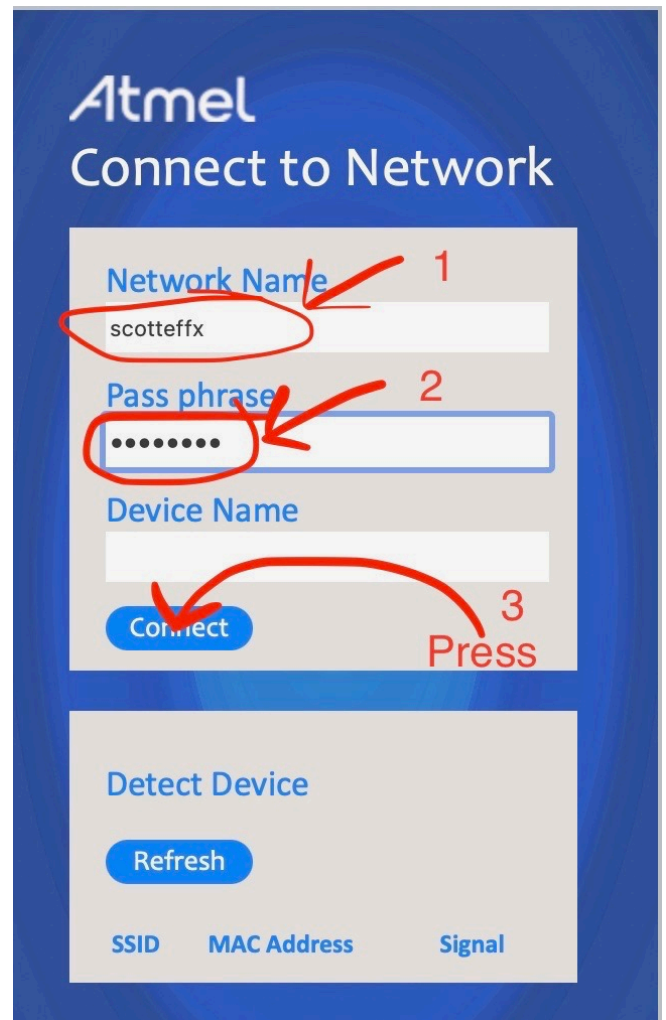 Atmel
Connect to Network
Network Name
1
scotteffx
Pass phrase
2
••••••••
Device Name
Connect
3
Press
Detect Device
Refresh
SSID MAC Address Signal